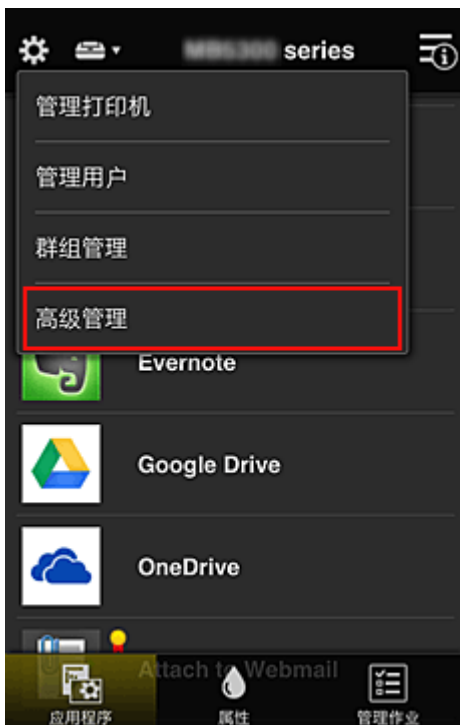 series
管理打印机
管理用户
群组管理
高级管理
Evernote
Google Drive
OneDrive
Attach to Webmail
应用程序
属性
管理作业